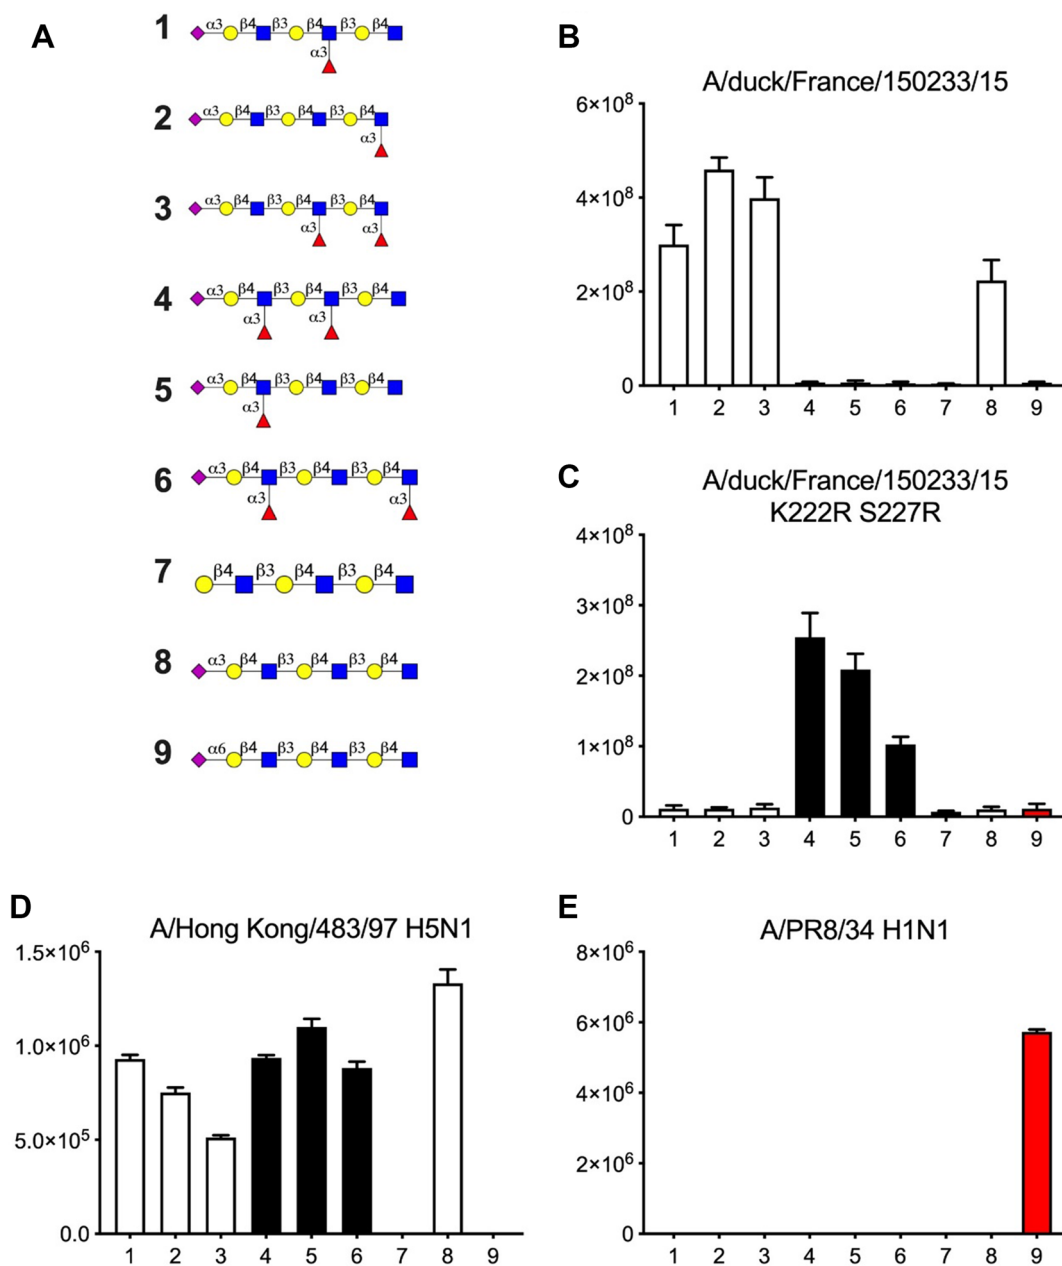 A
1 α3 β4 β3 β4 β3 β4
α3
2 α3 β4 β3 β4 β3 β4
α3
3 α3 β4 β3 β4 β3 β4
α3 α3
4 α3 β4 β3 β4 β3 β4
α3 α3
5 α3 β4 β3 β4 β3 β4
α3
6 α3 β4 β3 β4 β3 β4
α3 α3
7 β4 β3 β4 β3 β4
8 α3 β4 β3 β4 β3 β4
9 α6 β4 β3 β4 β3 β4
B
A/duck/France/150233/15
6×10⁸
4×10⁸
2×10⁸
0
1 2 3 4 5 6 7 8 9
C
A/duck/France/150233/15
K222R S227R
4×10⁸
3×10⁸
2×10⁸
1×10⁸
0
1 2 3 4 5 6 7 8 9
D
A/Hong Kong/483/97 H5N1
1.5×10⁶
1.0×10⁶
5.0×10⁵
0.0
1 2 3 4 5 6 7 8 9
E
A/PR8/34 H1N1
8×10⁶
6×10⁶
4×10⁶
2×10⁶
0
1 2 3 4 5 6 7 8 9